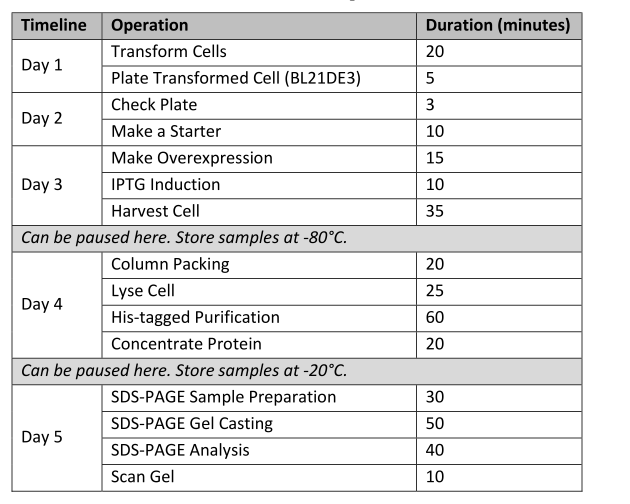 Timeline Operation Duration (minutes)
Day 1
Transform Cells 20
Plate Transformed Cell (BL21DE3) 5
Day 2
Check Plate 3
Make a Starter 10
Day 3
Make Overexpression 15
IPTG Induction 10
Harvest Cell 35
Can be paused here. Store samples at -80°C.
Day 4
Column Packing 20
Lyse Cell 25
His-tagged Purification 60
Concentrate Protein 20
Can be paused here. Store samples at -20°C.
Day 5
SDS-PAGE Sample Preparation 30
SDS-PAGE Gel Casting 50
SDS-PAGE Analysis 40
Scan Gel 10